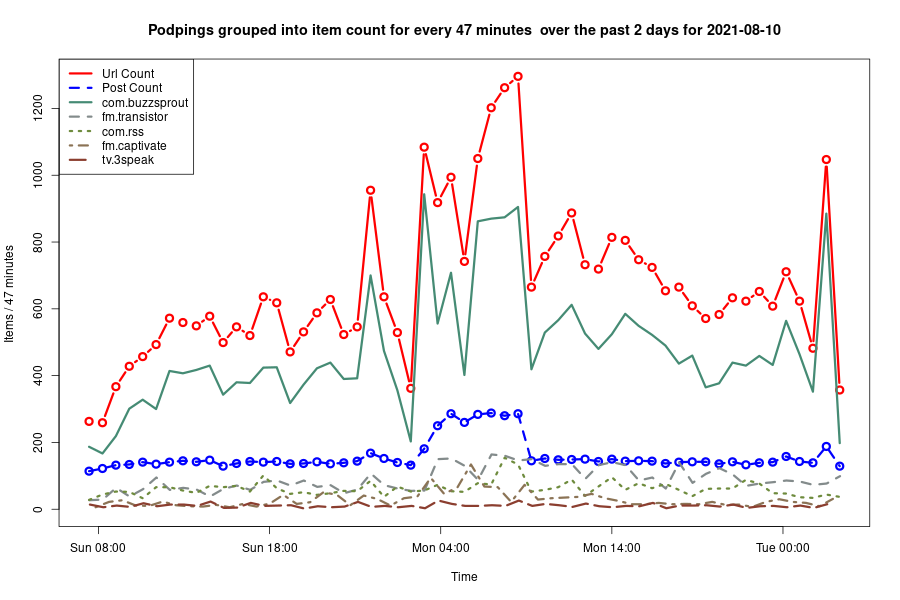 Podpings grouped into item count for every 47 minutes  over the past 2 days for 2021-08-10
Url Count
Post Count
com.buzzsprout
fm.transistor
com.rss
fm.captivate
tv.3speak
Items / 47 minutes
1200
1000
800
600
400
200
0
Sun 08:00
Sun 18:00
Mon 04:00
Mon 14:00
Tue 00:00
Time